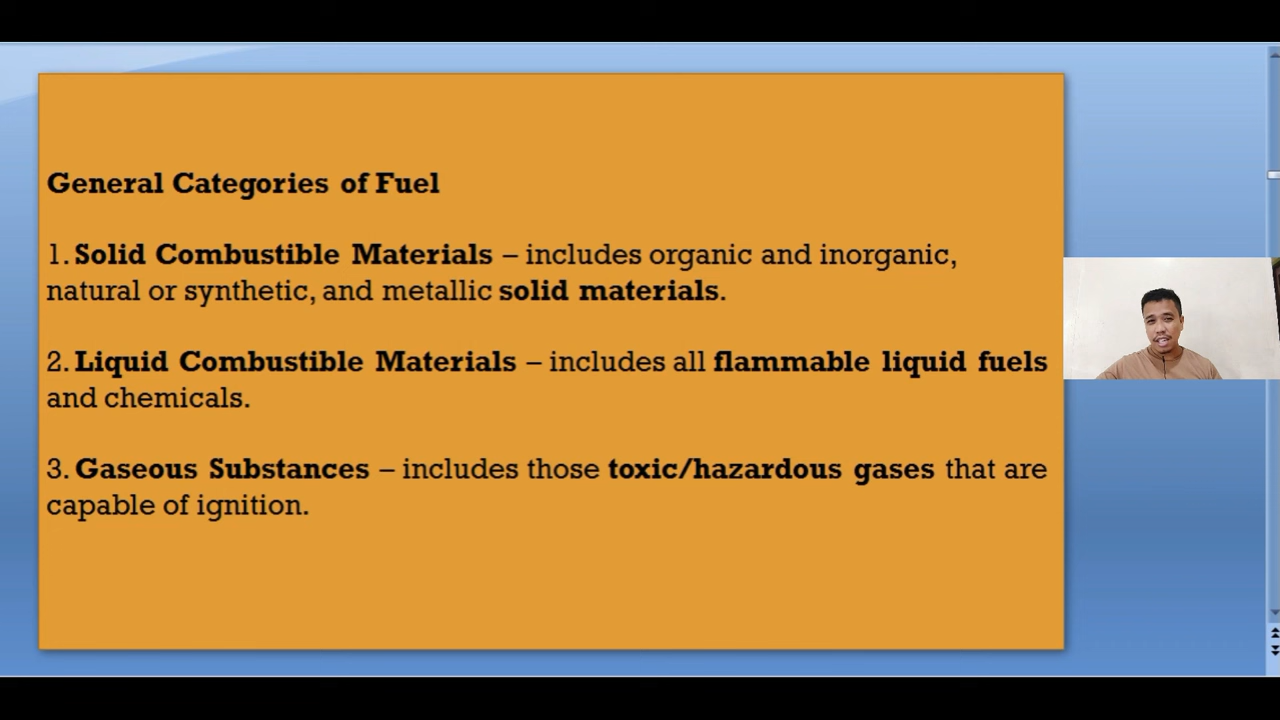 General Categories of Fuel
1. Solid Combustible Materials – includes organic and inorganic,
natural or synthetic, and metallic solid materials.
2. Liquid Combustible Materials – includes all flammable liquid fuels
and chemicals.
3. Gaseous Substances – includes those toxic/hazardous gases that are
capable of ignition.